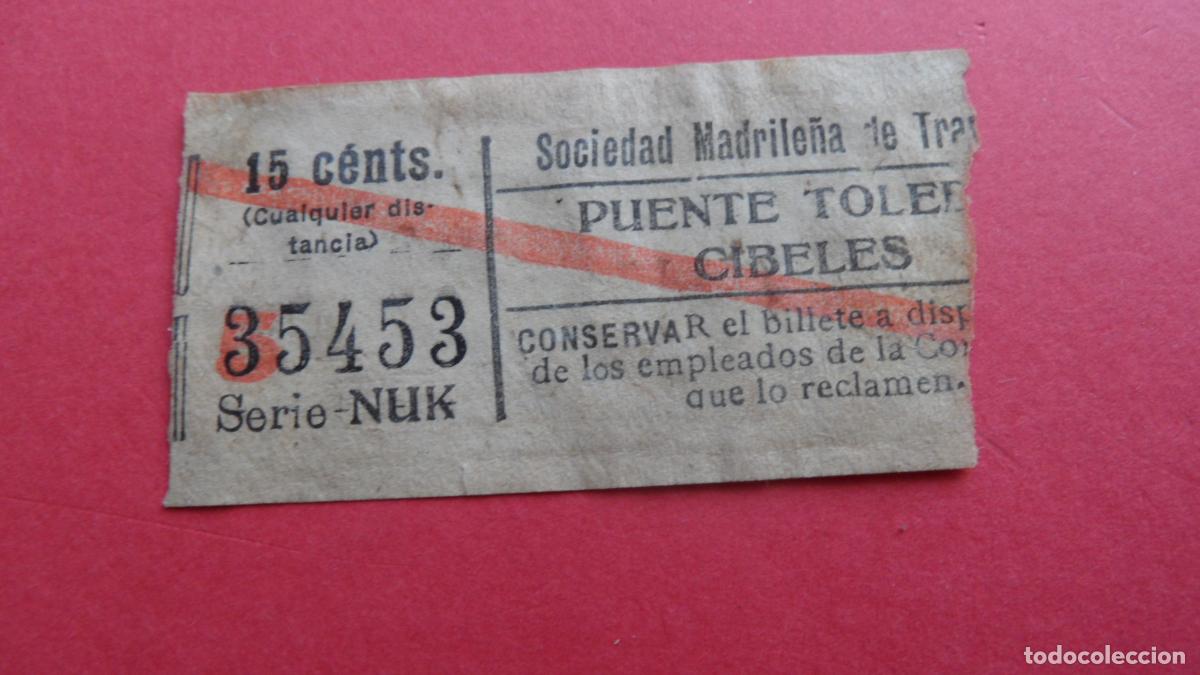 15 cénts.
(Cualquier dis-
tancia)
35453
Serie-NUK
Sociedad Madrileña de Tra
PUENTE TOLED
CIBELES
CONSERVAR el billete a disp
de los empleados de la Co
que lo reclamen.
todocoleccion